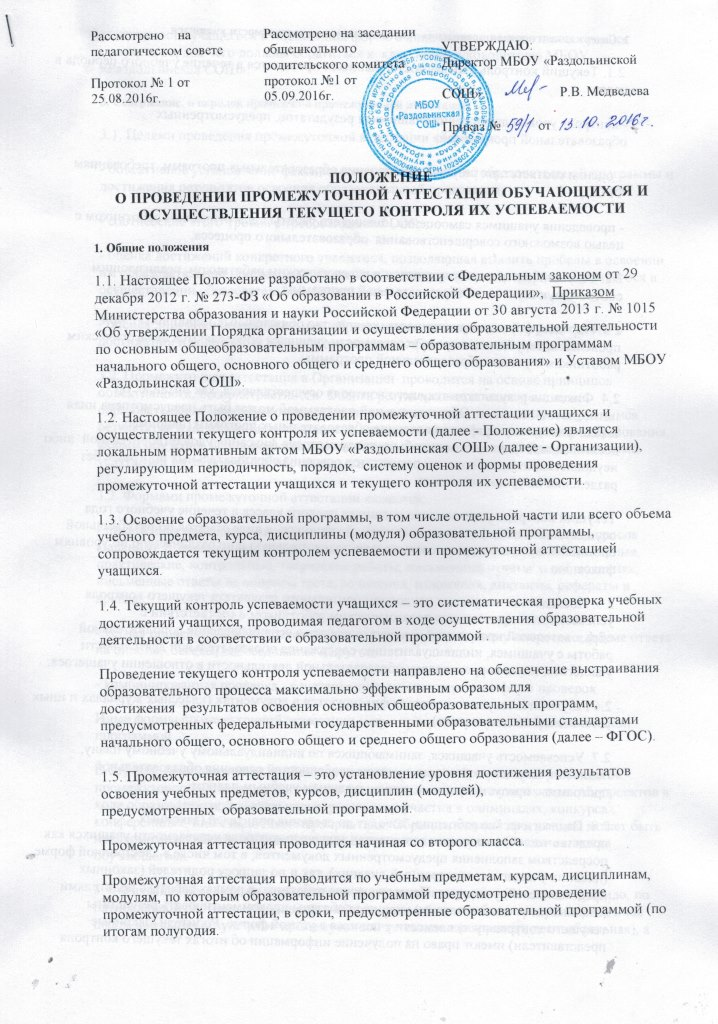 Рассмотрено на
педагогическом совете
Протокол № 1 от
25.08.2016г.
Рассмотрено на заседании
общешкольного
родительского комитета
протокол №1 от
05.09.2016г.
УТВЕРЖДАЮ:
Директор МБОУ «Раздольинской
СОШ» Р.В. Медведева
Приказ № 59/1 от 13.10.2016г.
МБОУ
«Раздольинская
СОШ»
ПОЛОЖЕНИЕ
О ПРОВЕДЕНИИ ПРОМЕЖУТОЧНОЙ АТТЕСТАЦИИ ОБУЧАЮЩИХСЯ И
ОСУЩЕСТВЛЕНИЯ ТЕКУЩЕГО КОНТРОЛЯ ИХ УСПЕВАЕМОСТИ
1. Общие положения
1.1. Настоящее Положение разработано в соответствии с Федеральным законом от 29
декабря 2012 г. № 273-ФЗ «Об образовании в Российской Федерации», Приказом
Министерства образования и науки Российской Федерации от 30 августа 2013 г. № 1015
«Об утверждении Порядка организации и осуществления образовательной деятельности
по основным общеобразовательным программам – образовательным программам
начального общего, основного общего и среднего общего образования» и Уставом МБОУ
«Раздольинская СОШ».
1.2. Настоящее Положение о проведении промежуточной аттестации учащихся и
осуществлении текущего контроля их успеваемости (далее - Положение) является
локальным нормативным актом МБОУ «Раздольинская СОШ» (далее - Организации),
регулирующим периодичность, порядок, систему оценок и формы проведения
промежуточной аттестации учащихся и текущего контроля их успеваемости.
1.3. Освоение образовательной программы, в том числе отдельной части или всего объема
учебного предмета, курса, дисциплины (модуля) образовательной программы,
сопровождается текущим контролем успеваемости и промежуточной аттестацией
учащихся.
1.4. Текущий контроль успеваемости учащихся – это систематическая проверка учебных
достижений учащихся, проводимая педагогом в ходе осуществления образовательной
деятельности в соответствии с образовательной программой .
Проведение текущего контроля успеваемости направлено на обеспечение выстраивания
образовательного процесса максимально эффективным образом для
достижения результатов освоения основных общеобразовательных программ,
предусмотренных федеральными государственными образовательными стандартами
начального общего, основного общего и среднего общего образования (далее – ФГОС).
1.5. Промежуточная аттестация – это установление уровня достижения результатов
освоения учебных предметов, курсов, дисциплин (модулей),
предусмотренных образовательной программой.
Промежуточная аттестация проводится начиная со второго класса.
Промежуточная аттестация проводится по учебным предметам, курсам, дисциплинам,
модулям, по которым образовательной программой предусмотрено проведение
промежуточной аттестации, в сроки, предусмотренные образовательной программой (по
итогам полугодия.